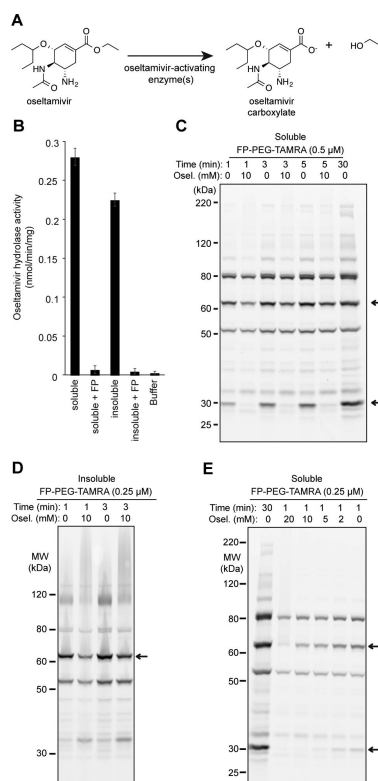 A
O
O
O
HN
NH2
O
oseltamivir
oseltamivir-activating
enzyme(s)
O
O
O-
HN
NH2
O
oseltamivir
carboxylate
+
HO
B
Oseltamivir hydrolase activity
(nmol/min/mg)
0.3
0.25
0.2
0.15
0.1
0.05
0
soluble
soluble + FP
insoluble
insoluble + FP
Buffer
C
Soluble
FP-PEG-TAMRA (0.5 µM)
Time (min): 1 1 3 3 5 5 30
Osel. (mM): 0 10 0 10 0 10 0
(kDa)
220
120
80
60
50
30
25
D
Insoluble
FP-PEG-TAMRA (0.25 µM)
Time (min): 1 1 3 3
Osel. (mM): 0 10 0 10
MW
(kDa)
120
80
60
50
30
E
Soluble
FP-PEG-TAMRA (0.25 µM)
Time (min): 30 1 1 1 1 1
Osel. (mM): 0 20 10 5 2 0
220
120
MW
(kDa)
80
60
50
30
25